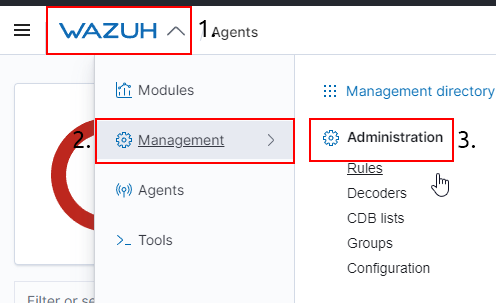 WAZUH 1. Agents
Modules
Management directory
2. Management
Administration 3.
Rules
Agents
Decoders
CDB lists
Tools
Groups
Configuration
Filter or se